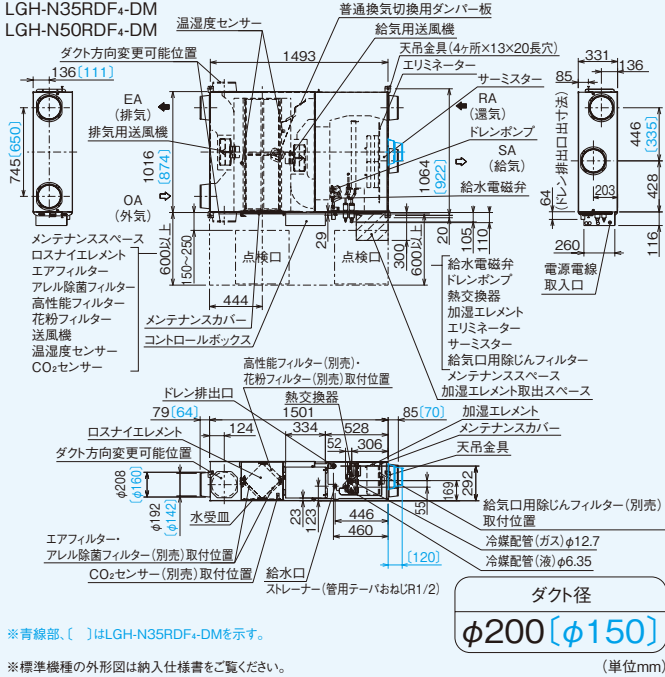 LGH-N35RDF₄-DM
LGH-N50RDF₄-DM
温湿度センサー
普通換気切換用ダンパー板
給気用送風機
天吊金具(4ヶ所×13×20長穴)
エリミネーター
サーミスター
ダクト方向変更可能位置
1493
331
136〔111〕
85
136
EA
(排気)
排気用送風機
RA
(還気)
ドレンポンプ
SA
(給気)
給水電磁弁
OA
(外気)
745〔650〕
1016
〔874〕
1064
〔922〕
(ドレン排出口出寸法)
446
〔335〕
428
64
203
116
260
電源電線
取入口
600以上
150~250
点検口
444
29
300
600以上
105
20
110
点検口
メンテナンススペース
ロスナイエレメント
エアフィルター
アレル除菌フィルター
高性能フィルター
花粉フィルター
送風機
温湿度センサー
CO₂センサー
メンテナンスカバー
コントロールボックス
給水電磁弁
ドレンポンプ
熱交換器
加湿エレメント
エリミネーター
サーミスター
給気口用除じんフィルター
メンテナンススペース
加湿エレメント取出スペース
高性能フィルター(別売)・
花粉フィルター(別売)取付位置
ドレン排出口
熱交換器
79〔64〕
1501
85〔70〕
124
334
528
52
306
加湿エレメント
メンテナンスカバー
天吊金具
ロスナイエレメント
ダクト方向変更可能位置
φ208
〔φ160〕
φ192
〔φ142〕
水受皿
23
123
446
460
55
169
292
〔120〕
給気口用除じんフィルター(別売)
取付位置
冷媒配管(ガス)φ12.7
冷媒配管(液)φ6.35
エアフィルター・
アレル除菌フィルター(別売)取付位置
CO₂センサー(別売)取付位置
給水口
ストレーナー(管用テーパおねじR1/2)
ダクト径
φ200〔φ150〕
(単位mm)
※青線部、〔　〕はLGH-N35RDF₄-DMを示す。
※標準機種の外形図は納入仕様書をご覧ください。